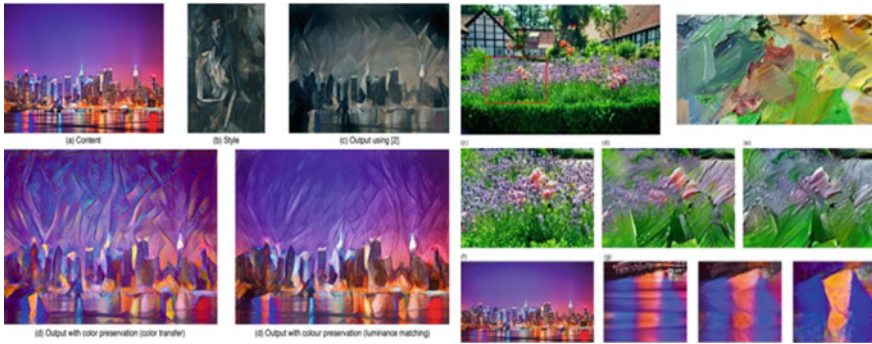 (a) Content
(b) Style
(c) Output using [2]
(d) Output with color preservation (color transfer)
(d) Output with colour preservation (luminance matching)
(c)
(d)
(e)
(f)
(g)